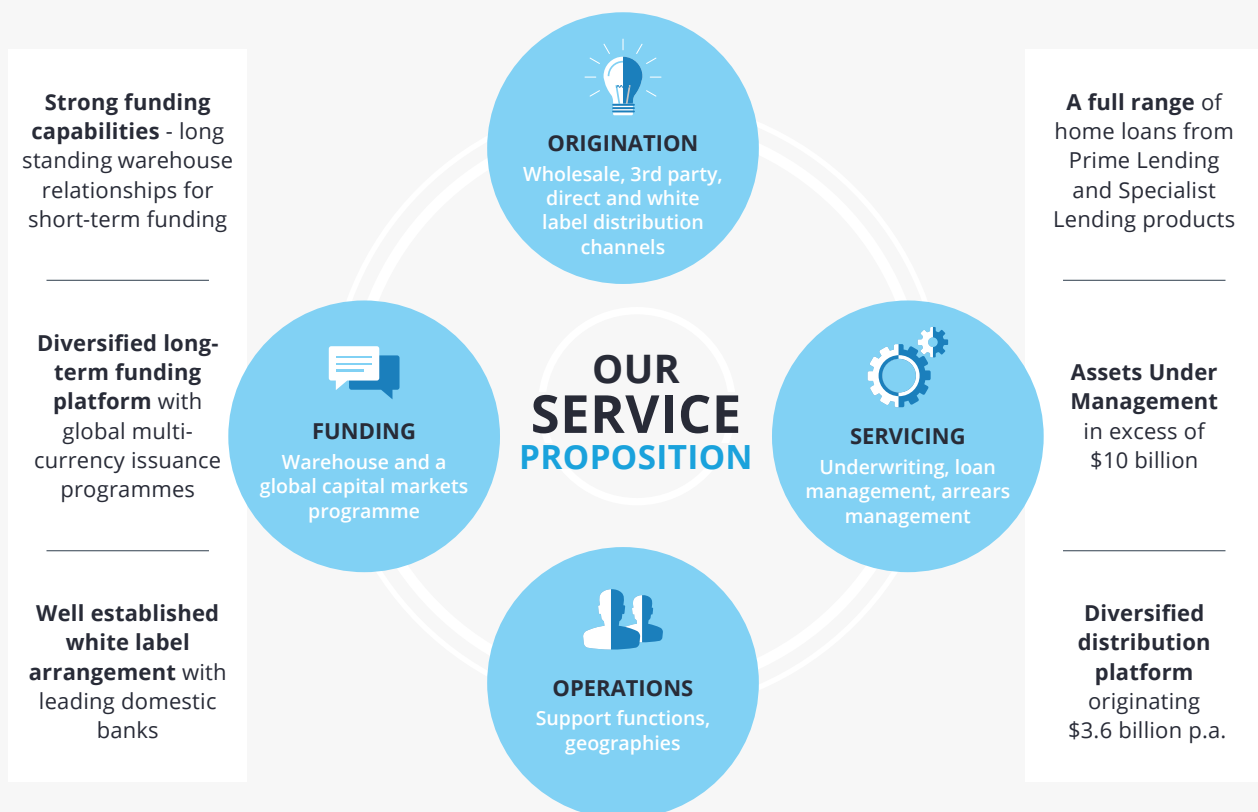 Strong funding
capabilities - long
standing warehouse
relationships for
short-term funding
Diversified long-
term funding
platform with
global multi-
currency issuance
programmes
Well established
white label
arrangement with
leading domestic
banks
ORIGINATION
Wholesale, 3rd party,
direct and white
label distribution
channels
FUNDING
Warehouse and a
global capital markets
programme
OUR
SERVICE
PROPOSITION
SERVICING
Underwriting, loan
management, arrears
management
OPERATIONS
Support functions,
geographies
A full range of
home loans from
Prime Lending
and Specialist
Lending products
Assets Under
Management
in excess of
$10 billion
Diversified
distribution
platform
originating
$3.6 billion p.a.